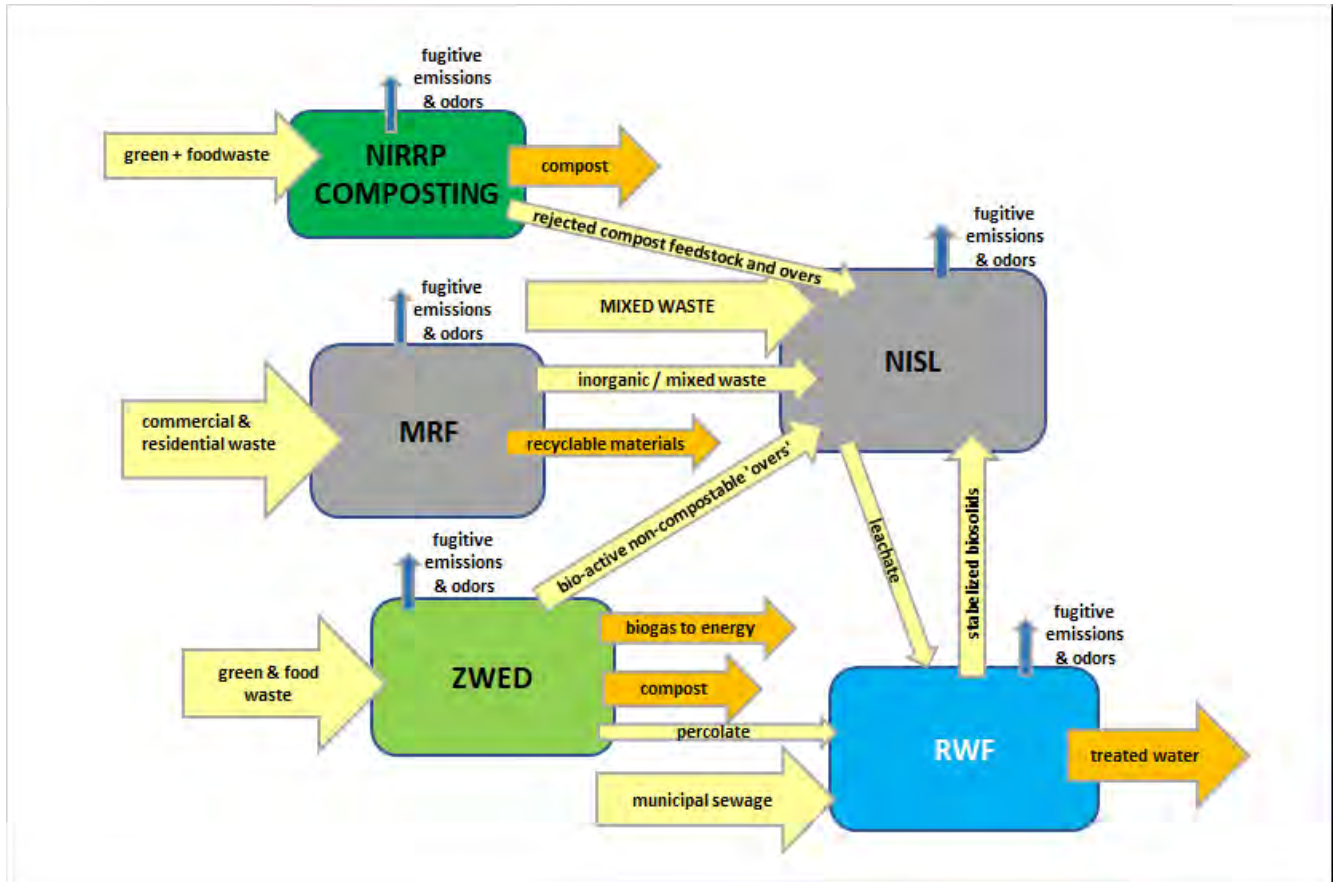 fugitive
emissions
& odors
green + foodwaste
NIRRP
COMPOSTING
compost
rejected compost feedstock and overs
fugitive
emissions
& odors
fugitive
emissions
& odors
MIXED WASTE
NISL
inorganic / mixed waste
commercial &
residential waste
MRF
recyclable materials
bio-active non-compostable 'overs'
leachate
stabelized biosolids
fugitive
emissions
& odors
fugitive
emissions
& odors
biogas to energy
green & food
waste
ZWED
compost
percolate
RWF
treated water
municipal sewage